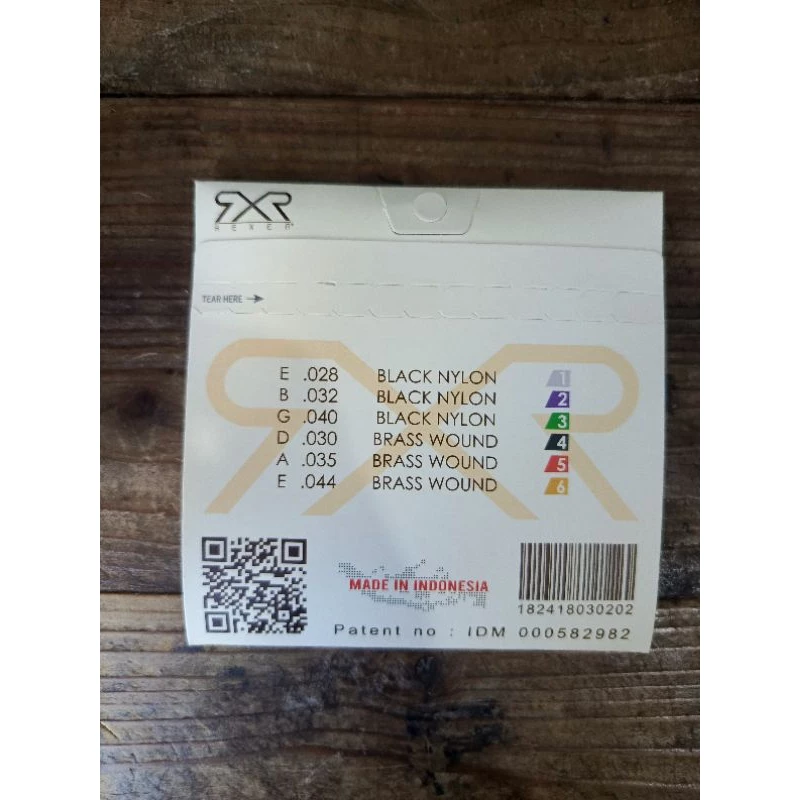 RXR
REXER
TEAR HERE
E .028 BLACK NYLON 1
B .032 BLACK NYLON 2
G .040 BLACK NYLON 3
D .030 BRASS WOUND 4
A .035 BRASS WOUND 5
E .044 BRASS WOUND 6
MADE IN INDONESIA
182418030202
Patent no : IDM 000582982